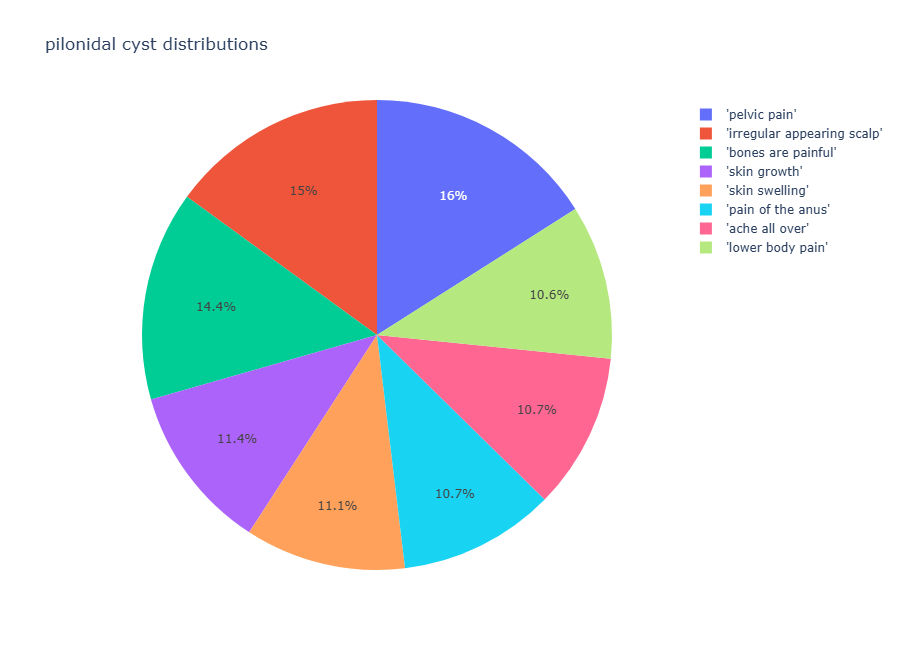 pilonidal cyst distributions
'pelvic pain'
'irregular appearing scalp'
'bones are painful'
'skin growth'
'skin swelling'
'pain of the anus'
'ache all over'
'lower body pain'
15%
16%
14.4%
10.6%
11.4%
10.7%
11.1%
10.7%